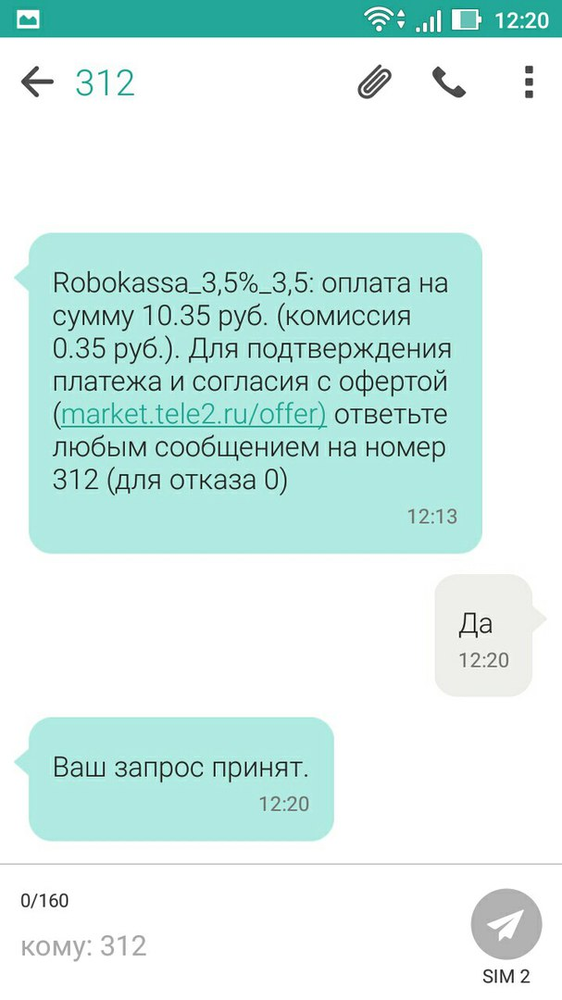 12:20
312
Robokassa_3,5%_3,5: оплата на
сумму 10.35 руб. (комиссия
0.35 руб.). Для подтверждения
платежа и согласия с офертой
(market.tele2.ru/offer) ответьте
любым сообщением на номер
312 (для отказа 0)
12:13
Да
12:20
Ваш запрос принят.
12:20
0/160
кому: 312
SIM 2